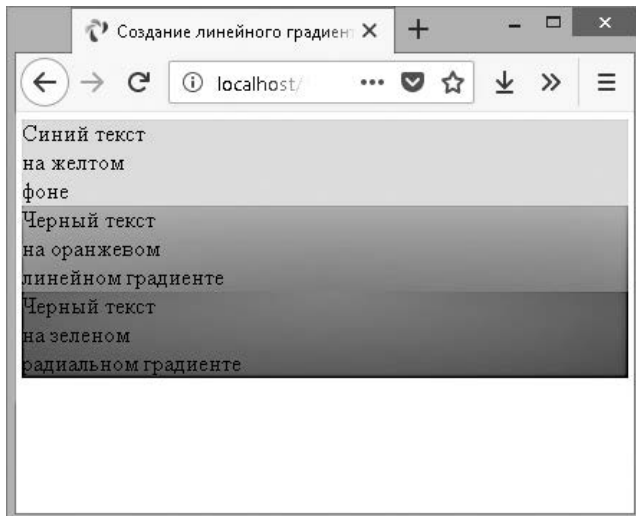 Создание линейного градиен
localhost/
Синий текст
на желтом
фоне
Черный текст
на оранжевом
линейном градиенте
Черный текст
на зеленом
радиальном градиенте